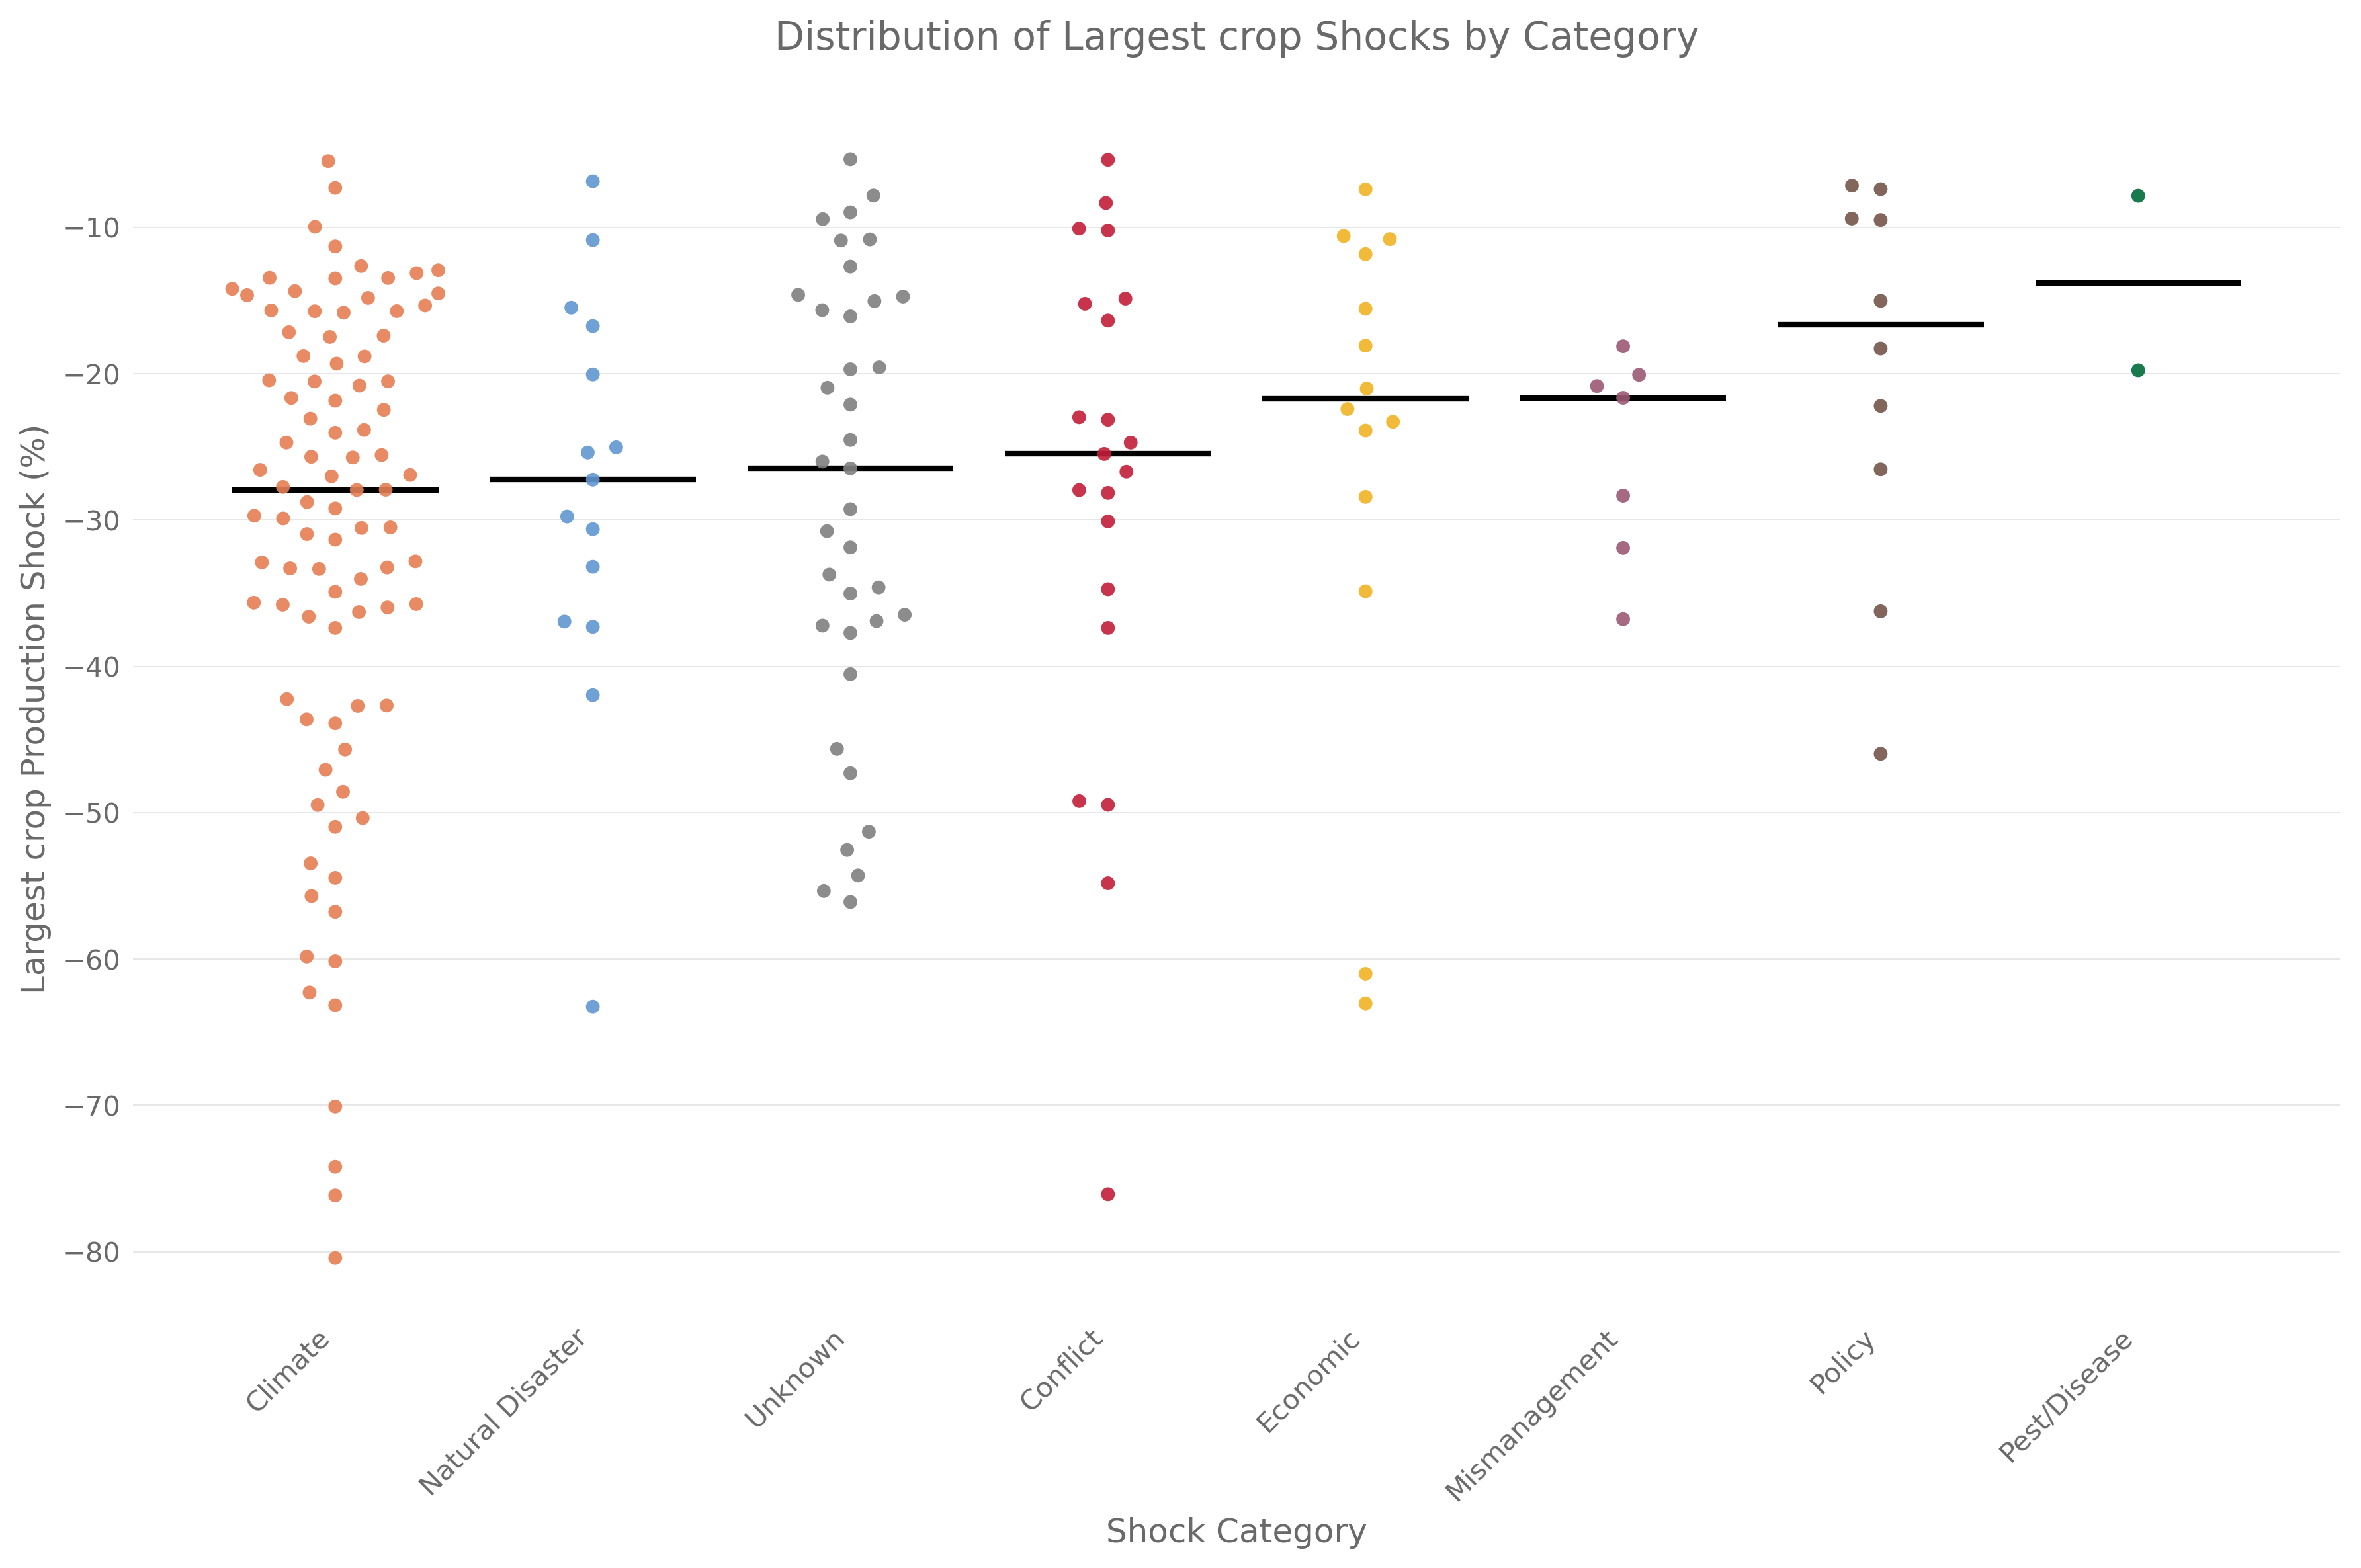 Distribution of Largest crop Shocks by Category
Largest crop Production Shock (%)
−10
−20
−30
−40
−50
−60
−70
−80
Climate
Natural Disaster
Unknown
Conflict
Economic
Mismanagement
Policy
Pest/Disease
Shock Category